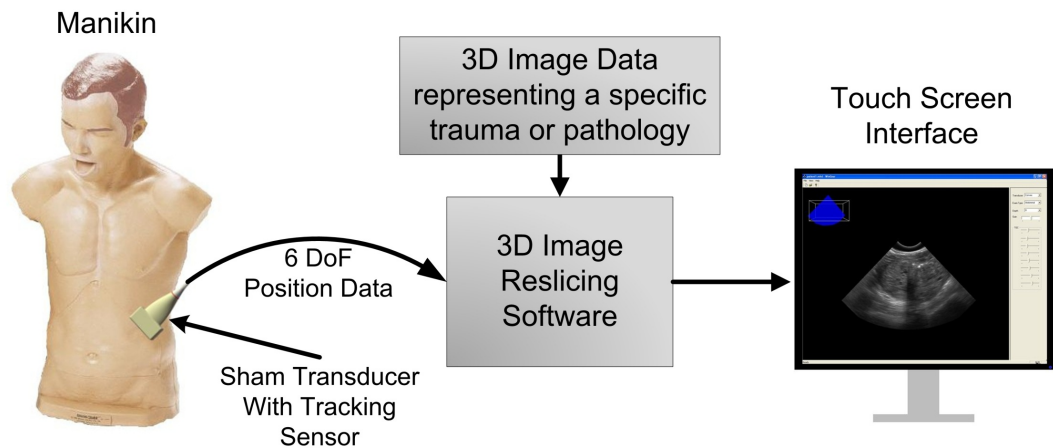 Manikin
3D Image Data
representing a specific
trauma or pathology
Touch Screen
Interface
6 DoF
Position Data
3D Image
Reslicing
Software
Sham Transducer
With Tracking
Sensor